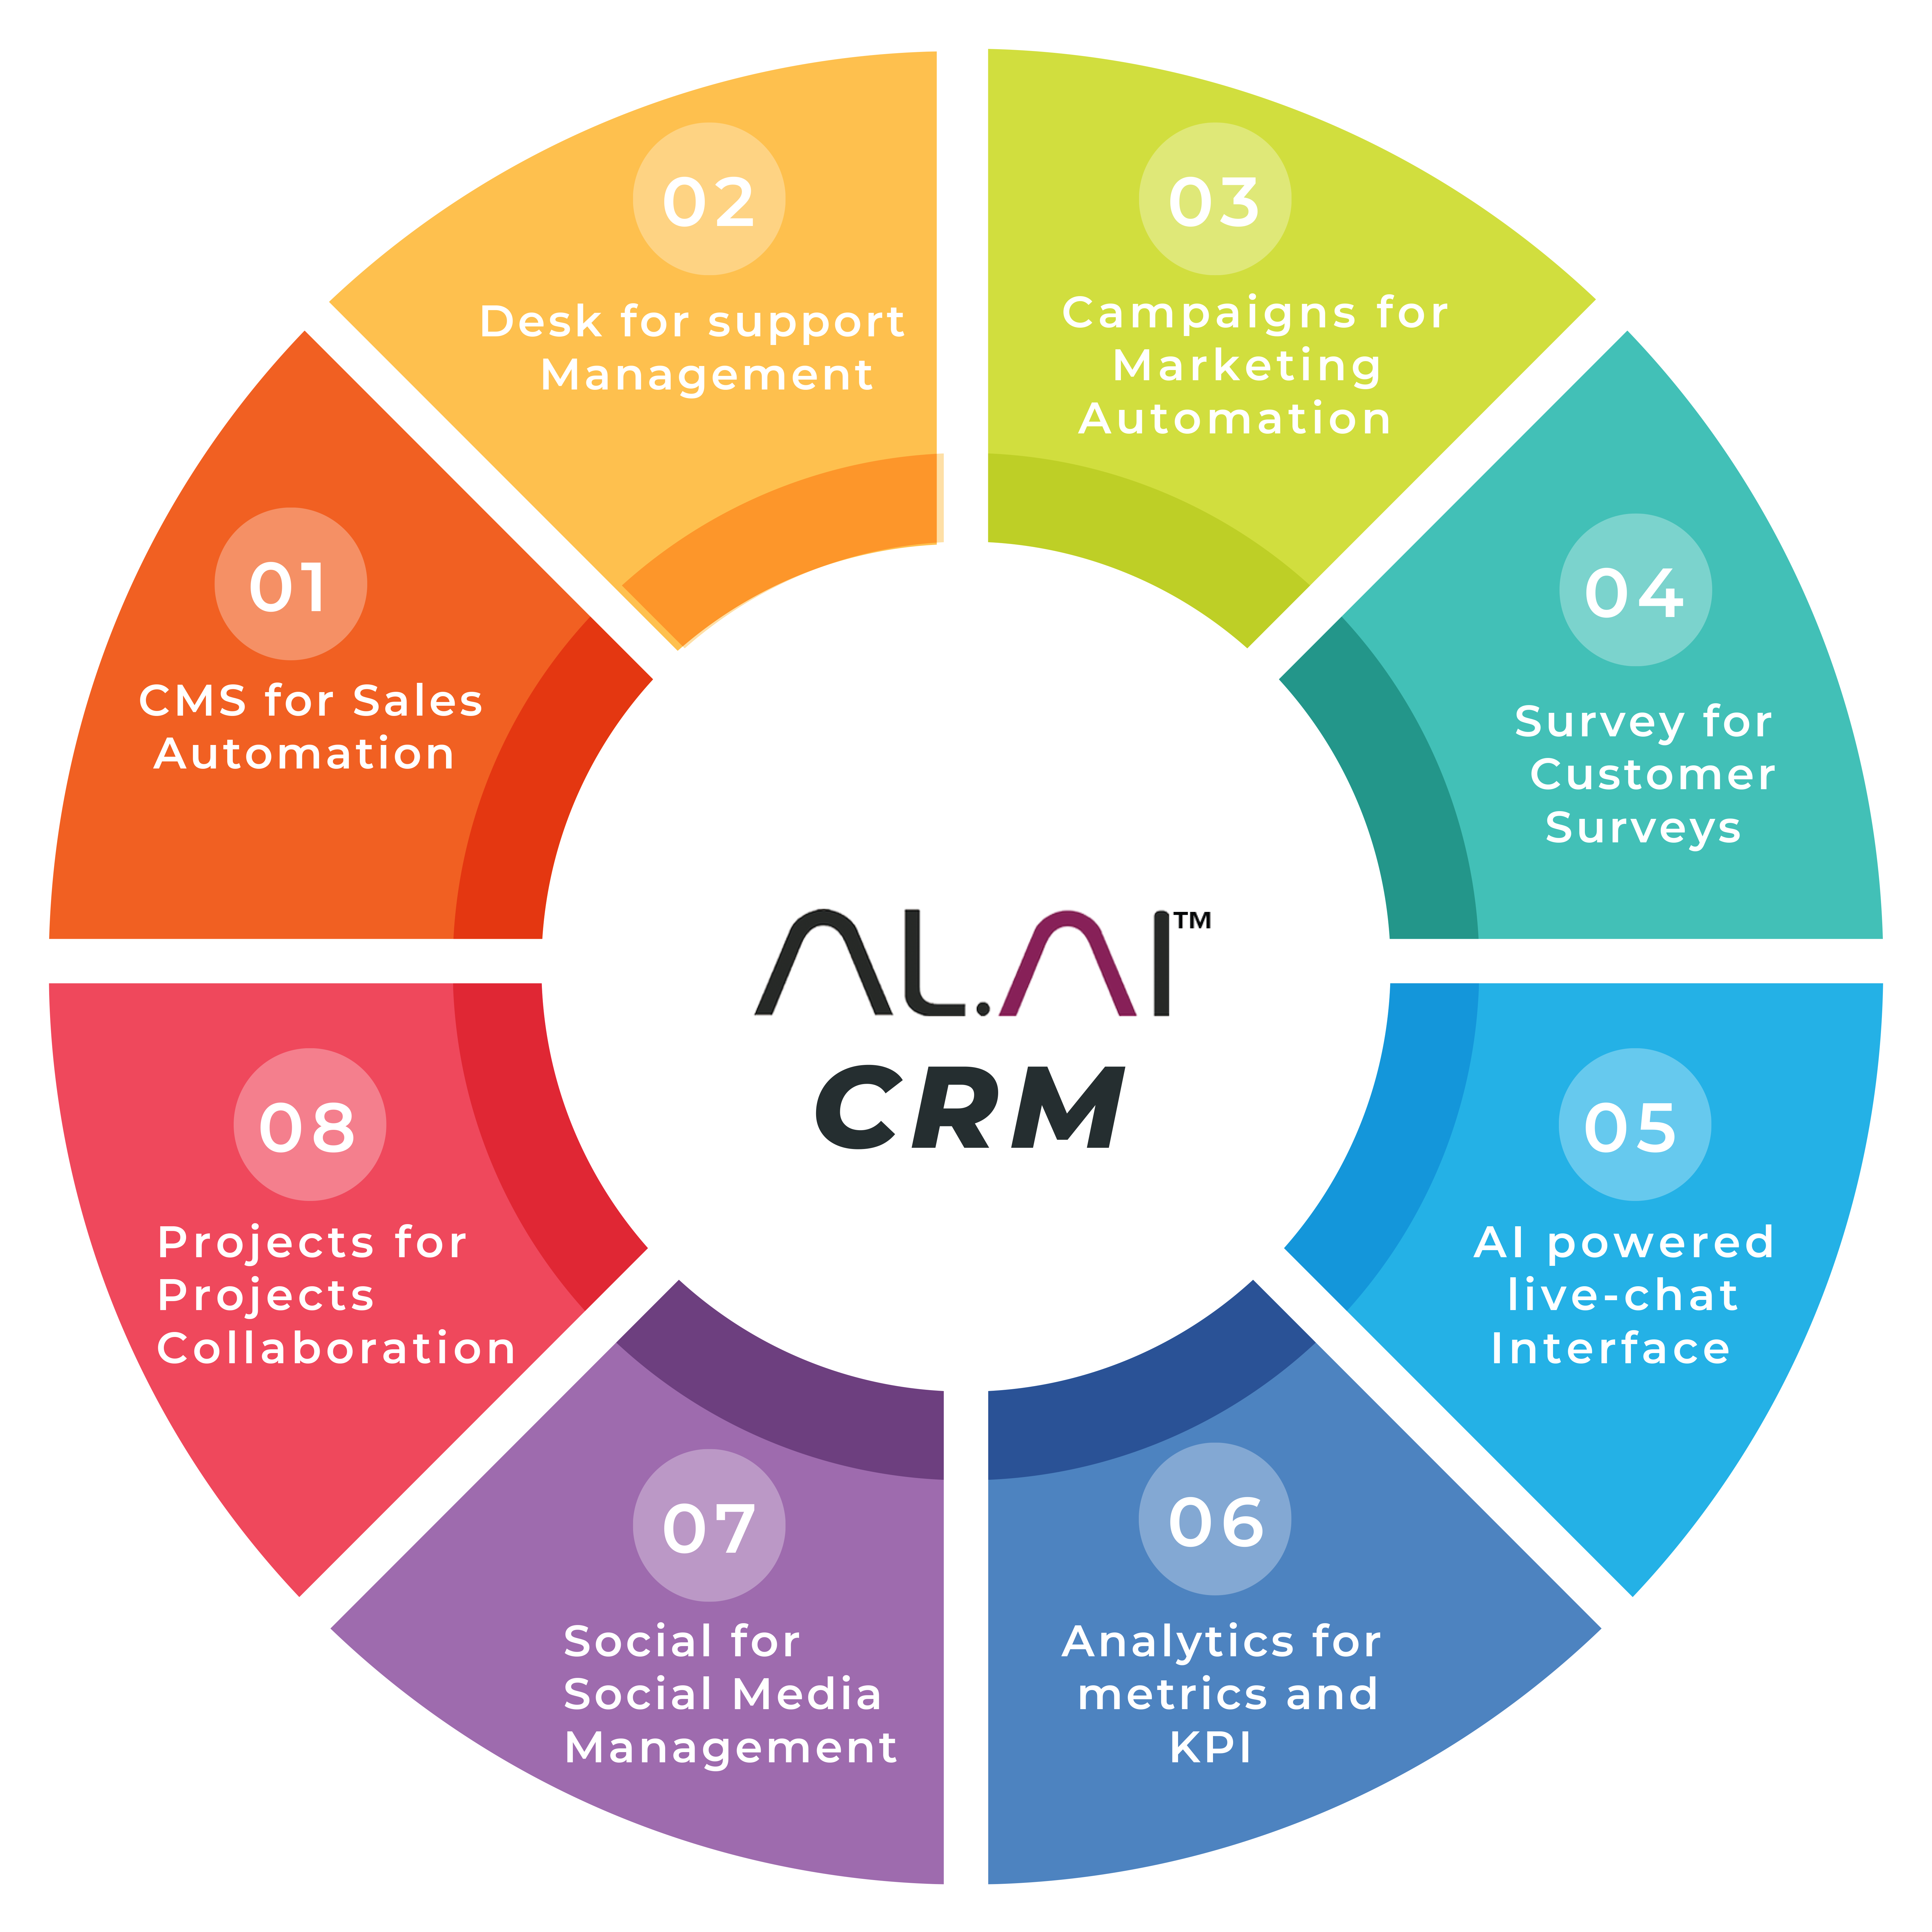 01
CMS for Sales
Automation
02
Desk for support
Management
03
Campaigns for
Marketing
Automation
04
Survey for
Customer
Surveys
05
AI powered
live-chat
Interface
06
Analytics for
metrics and
KPI
07
Social for
Social Media
Management
08
Projects for
Projects
Collaboration
AL.AI™
CRM